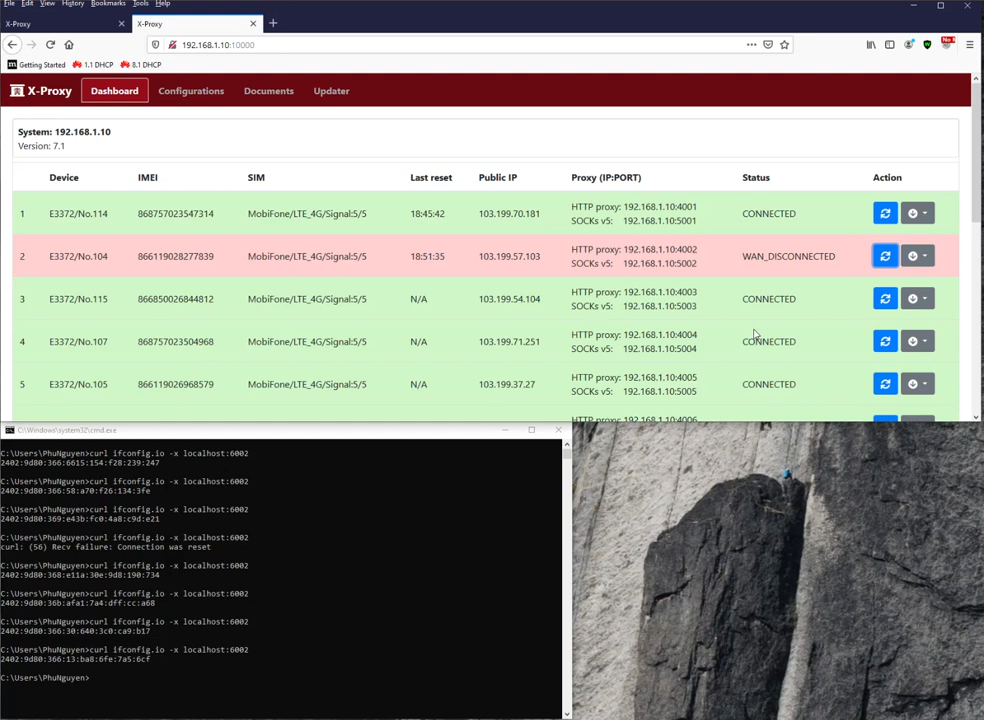 File Edit View History Bookmarks Tools Help
X-Proxy X-Proxy
192.168.1.10:10000
Getting Started 1.1 DHCP 8.1 DHCP
X-Proxy Dashboard Configurations Documents Updater
System: 192.168.1.10
Version: 7.1
Device IMEI SIM Last reset Public IP Proxy (IP:PORT) Status Action
1 E3372/No.114 868757023547314 MobiFone/LTE_4G/Signal:5/5 18:45:42 103.199.70.181 HTTP proxy: 192.168.1.10:4001 CONNECTED
SOCKs v5: 192.168.1.10:5001
2 E3372/No.104 866119028277839 MobiFone/LTE_4G/Signal:5/5 18:51:35 103.199.57.103 HTTP proxy: 192.168.1.10:4002 WAN_DISCONNECTED
SOCKs v5: 192.168.1.10:5002
3 E3372/No.115 866850026844812 MobiFone/LTE_4G/Signal:5/5 N/A 103.199.54.104 HTTP proxy: 192.168.1.10:4003 CONNECTED
SOCKs v5: 192.168.1.10:5003
4 E3372/No.107 868757023504968 MobiFone/LTE_4G/Signal:5/5 N/A 103.199.71.251 HTTP proxy: 192.168.1.10:4004 CONNECTED
SOCKs v5: 192.168.1.10:5004
5 E3372/No.105 866119026968579 MobiFone/LTE_4G/Signal:5/5 N/A 103.199.37.27 HTTP proxy: 192.168.1.10:4005 CONNECTED
SOCKs v5: 192.168.1.10:5005
HTTP proxy: 192.168.1.10:4006
C:\Windows\system32\cmd.exe
C:\Users\PhuNguyen>curl ifconfig.io -x localhost:6002
2402:9d80:366:6615:154:f28:239:247
C:\Users\PhuNguyen>curl ifconfig.io -x localhost:6002
2402:9d80:366:58:a70:f26:134:3fe
C:\Users\PhuNguyen>curl ifconfig.io -x localhost:6002
2402:9d80:369:e43b:fc0:4a8:c9d:e21
C:\Users\PhuNguyen>curl ifconfig.io -x localhost:6002
curl: (56) Recv failure: Connection was reset
C:\Users\PhuNguyen>curl ifconfig.io -x localhost:6002
2402:9d80:368:e11a:30e:9d8:190:734
C:\Users\PhuNguyen>curl ifconfig.io -x localhost:6002
2402:9d80:36b:afa1:7a4:dff:cc:a68
C:\Users\PhuNguyen>curl ifconfig.io -x localhost:6002
2402:9d80:366:30:640:3c0:ca9:b17
C:\Users\PhuNguyen>curl ifconfig.io -x localhost:6002
2402:9d80:366:13:ba8:6fe:7a5:6cf
C:\Users\PhuNguyen>